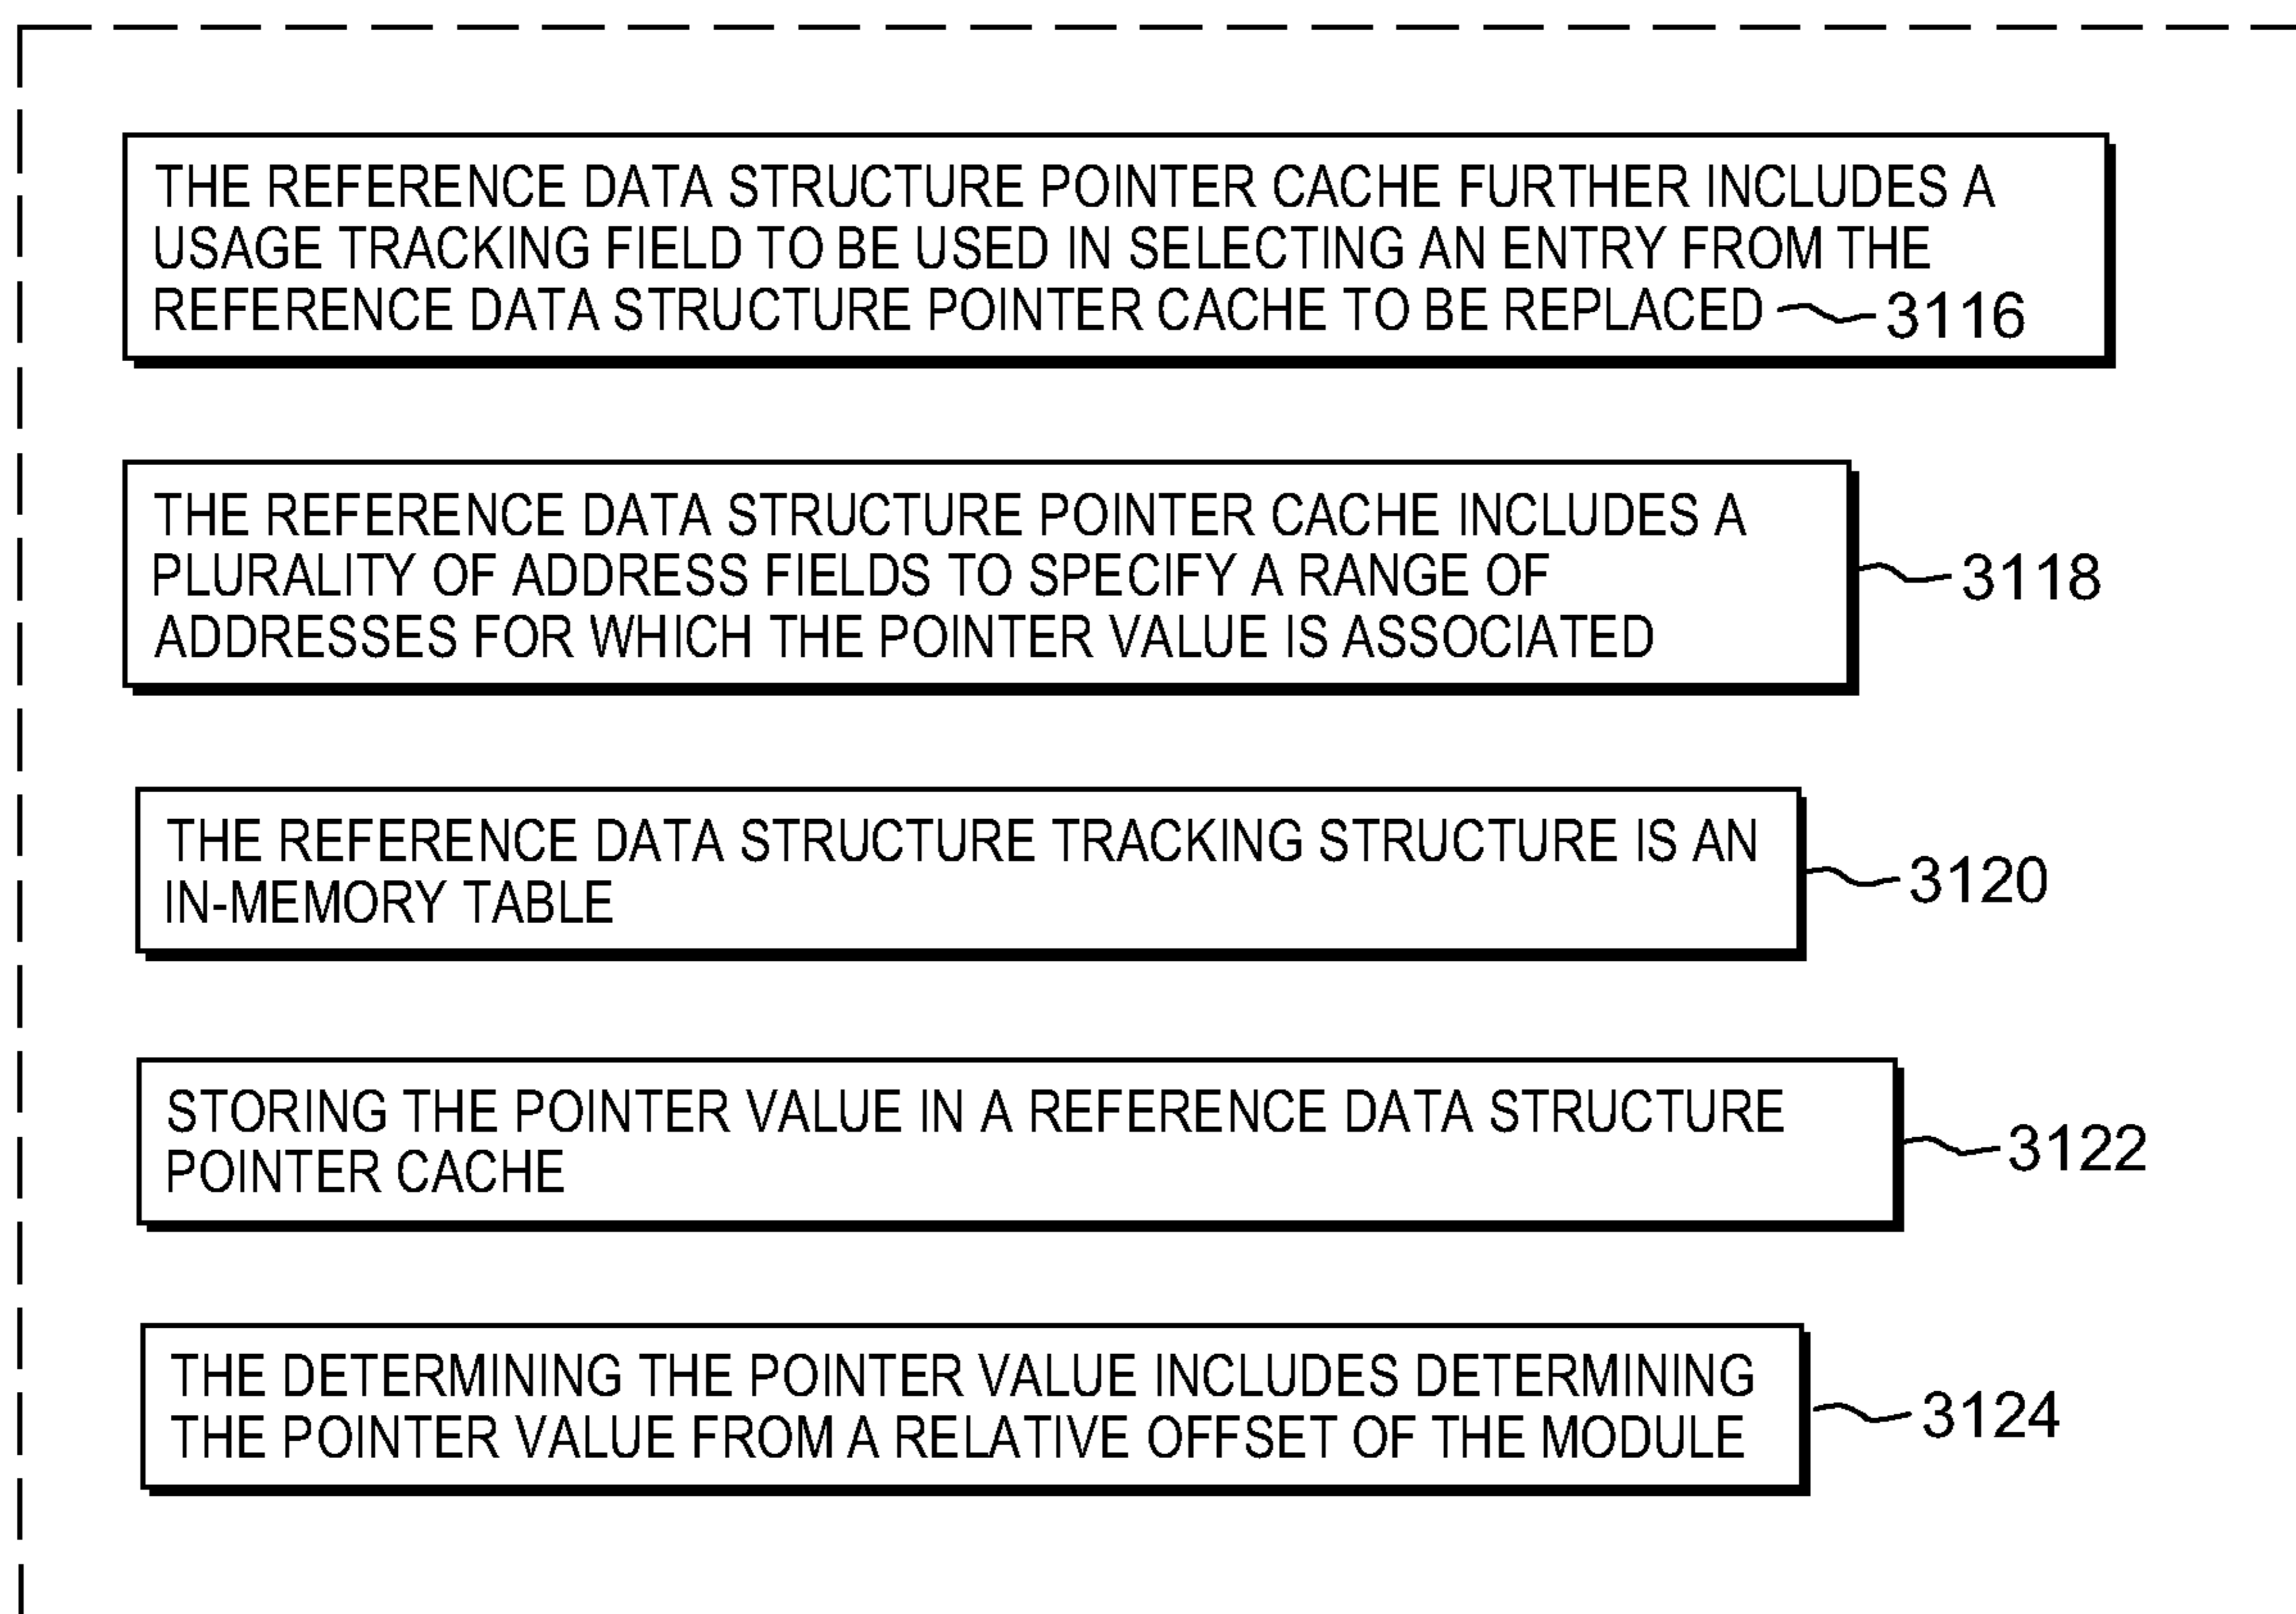 THE REFERENCE DATA STRUCTURE POINTER CACHE FURTHER INCLUDES A
USAGE TRACKING FIELD TO BE USED IN SELECTING AN ENTRY FROM THE
REFERENCE DATA STRUCTURE POINTER CACHE TO BE REPLACED 3116
THE REFERENCE DATA STRUCTURE POINTER CACHE INCLUDES A
PLURALITY OF ADDRESS FIELDS TO SPECIFY A RANGE OF
ADDRESSES FOR WHICH THE POINTER VALUE IS ASSOCIATED
3118
THE REFERENCE DATA STRUCTURE TRACKING STRUCTURE IS AN
IN-MEMORY TABLE
3120
STORING THE POINTER VALUE IN A REFERENCE DATA STRUCTURE
POINTER CACHE
3122
THE DETERMINING THE POINTER VALUE INCLUDES DETERMINING
THE POINTER VALUE FROM A RELATIVE OFFSET OF THE MODULE
3124